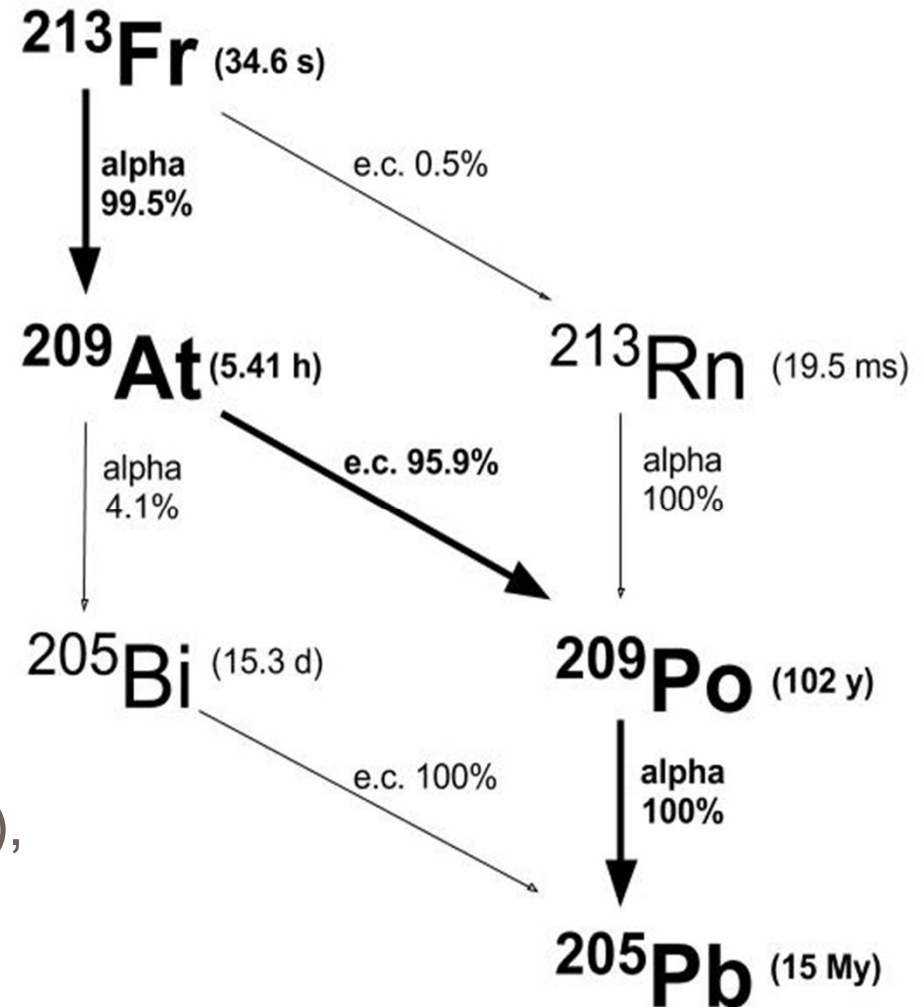 ²¹³Fr (34.6 s)
alpha
99.5%
e.c. 0.5%
²⁰⁹At (5.41 h)
²¹³Rn (19.5 ms)
alpha
4.1%
e.c. 95.9%
alpha
100%
²⁰⁵Bi (15.3 d)
²⁰⁹Po (102 y)
e.c. 100%
alpha
100%
),
²⁰⁵Pb (15 My)